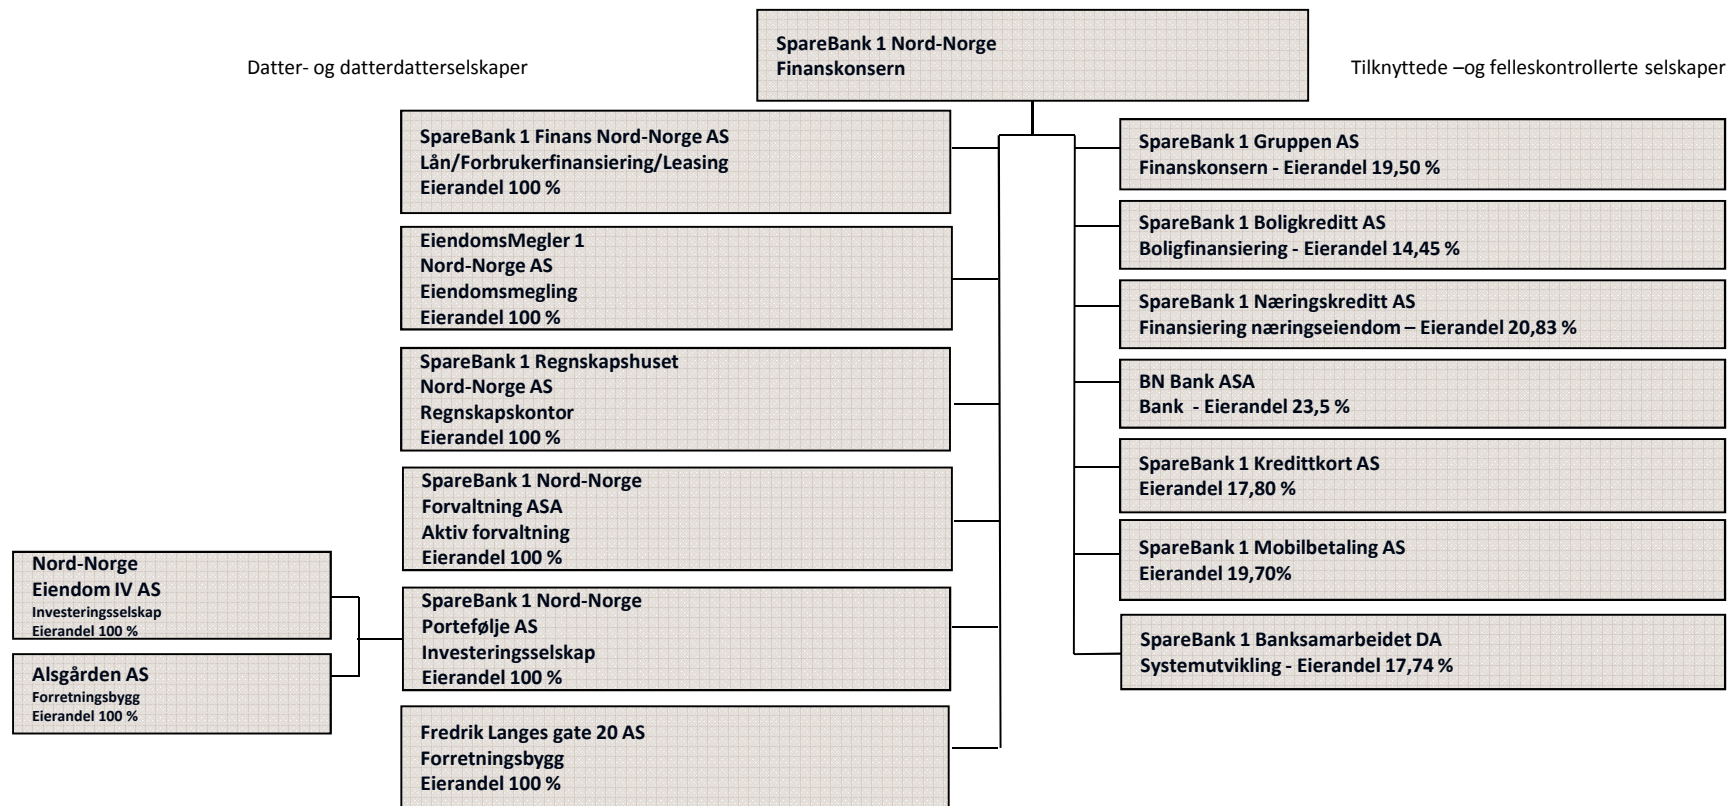 SpareBank 1 Nord-Norge
Finanskonsern
Datter- og datterdatterselskaper
Tilknyttede –og felleskontrollerte selskaper
SpareBank 1 Finans Nord-Norge AS
Lån/Forbrukerfinansiering/Leasing
Eierandel 100 %
EiendomsMegler 1
Nord-Norge AS
Eiendomsmegling
Eierandel 100 %
SpareBank 1 Regnskapshuset
Nord-Norge AS
Regnskapskontor
Eierandel 100 %
SpareBank 1 Nord-Norge
Forvaltning ASA
Aktiv forvaltning
Eierandel 100 %
SpareBank 1 Nord-Norge
Portefølje AS
Investeringsselskap
Eierandel 100 %
Fredrik Langes gate 20 AS
Forretningsbygg
Eierandel 100 %
Nord-Norge
Eiendom IV AS
Investeringsselskap
Eierandel 100 %
Alsgården AS
Forretningsbygg
Eierandel 100 %
SpareBank 1 Gruppen AS
Finanskonsern - Eierandel 19,50 %
SpareBank 1 Boligkreditt AS
Boligfinansiering - Eierandel 14,45 %
SpareBank 1 Næringskreditt AS
Finansiering næringseiendom – Eierandel 20,83 %
BN Bank ASA
Bank - Eierandel 23,5 %
SpareBank 1 Kredittkort AS
Eierandel 17,80 %
SpareBank 1 Mobilbetaling AS
Eierandel 19,70%
SpareBank 1 Banksamarbeidet DA
Systemutvikling - Eierandel 17,74 %